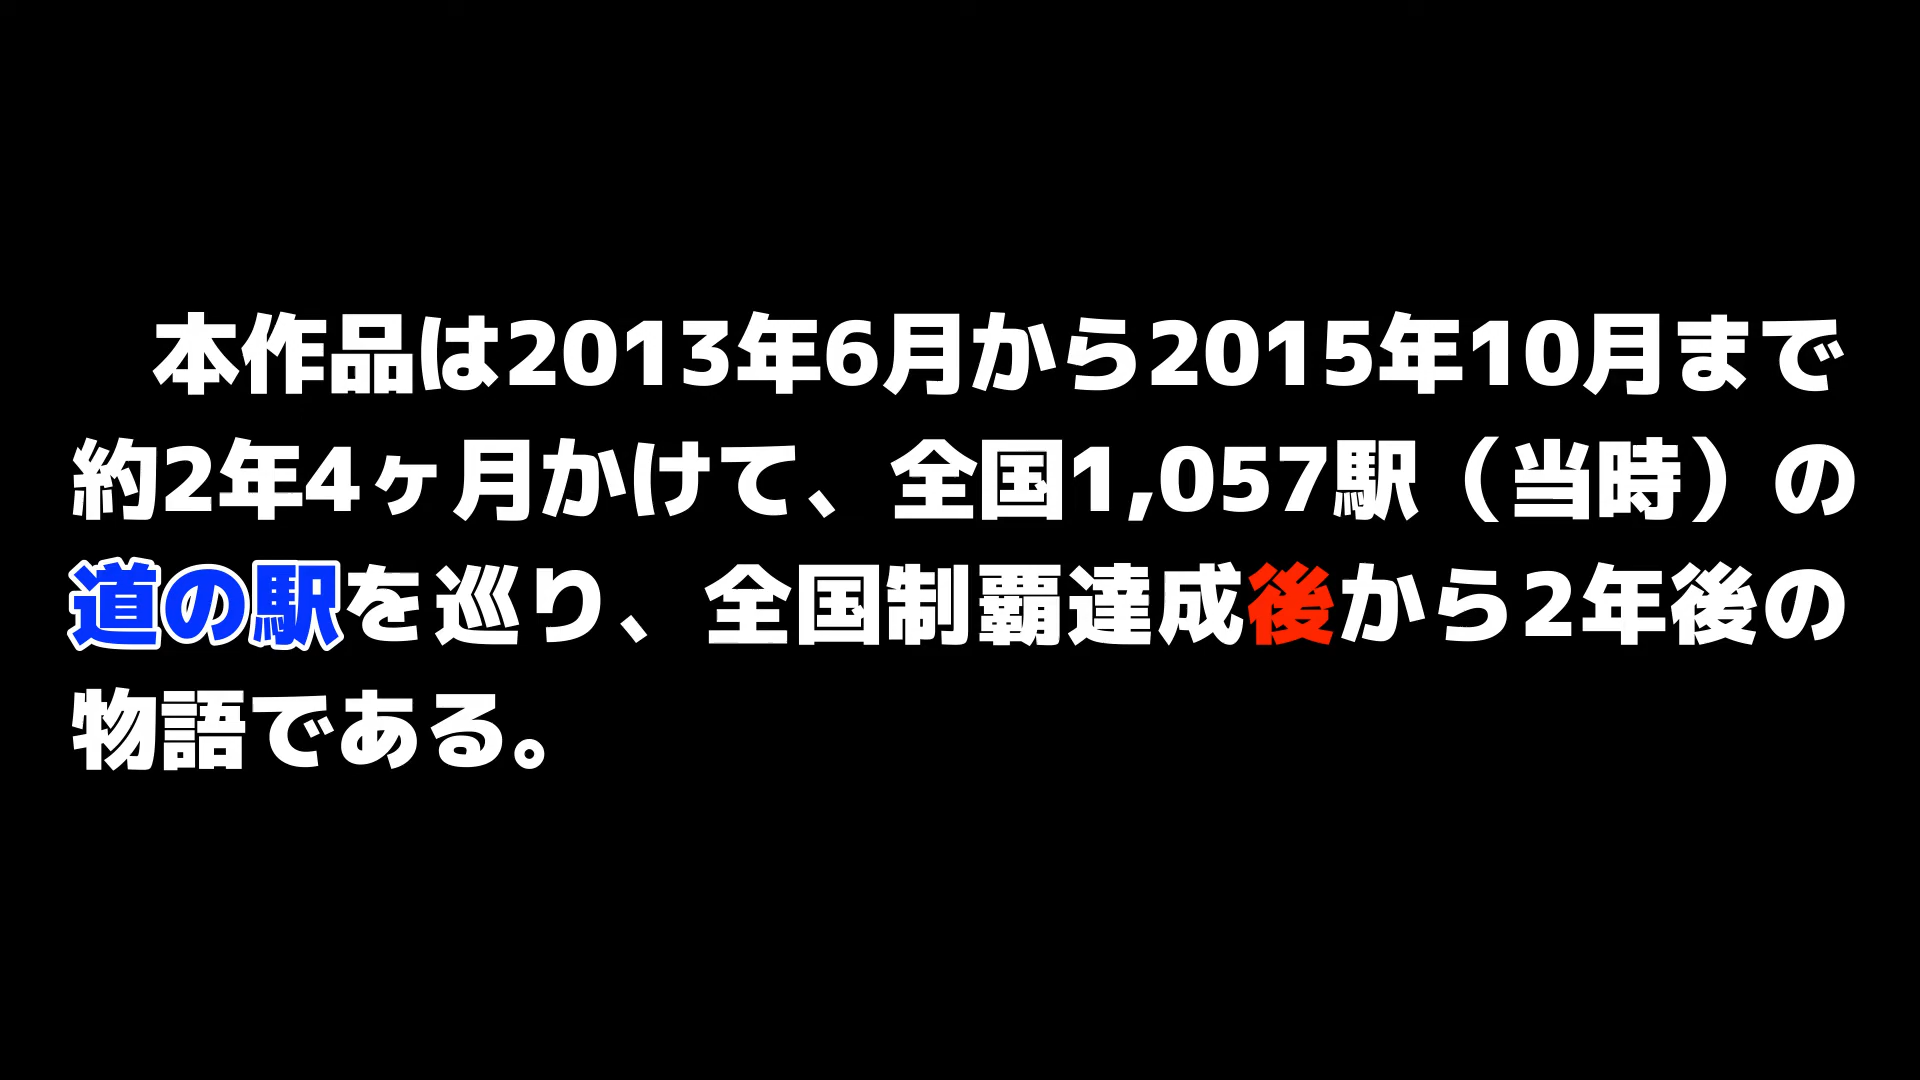 本作品は2013年6月から2015年10月まで
約2年4ヶ月かけて、全国1,057駅（当時）の
道の駅を巡り、全国制覇達成後から2年後の
物語である。